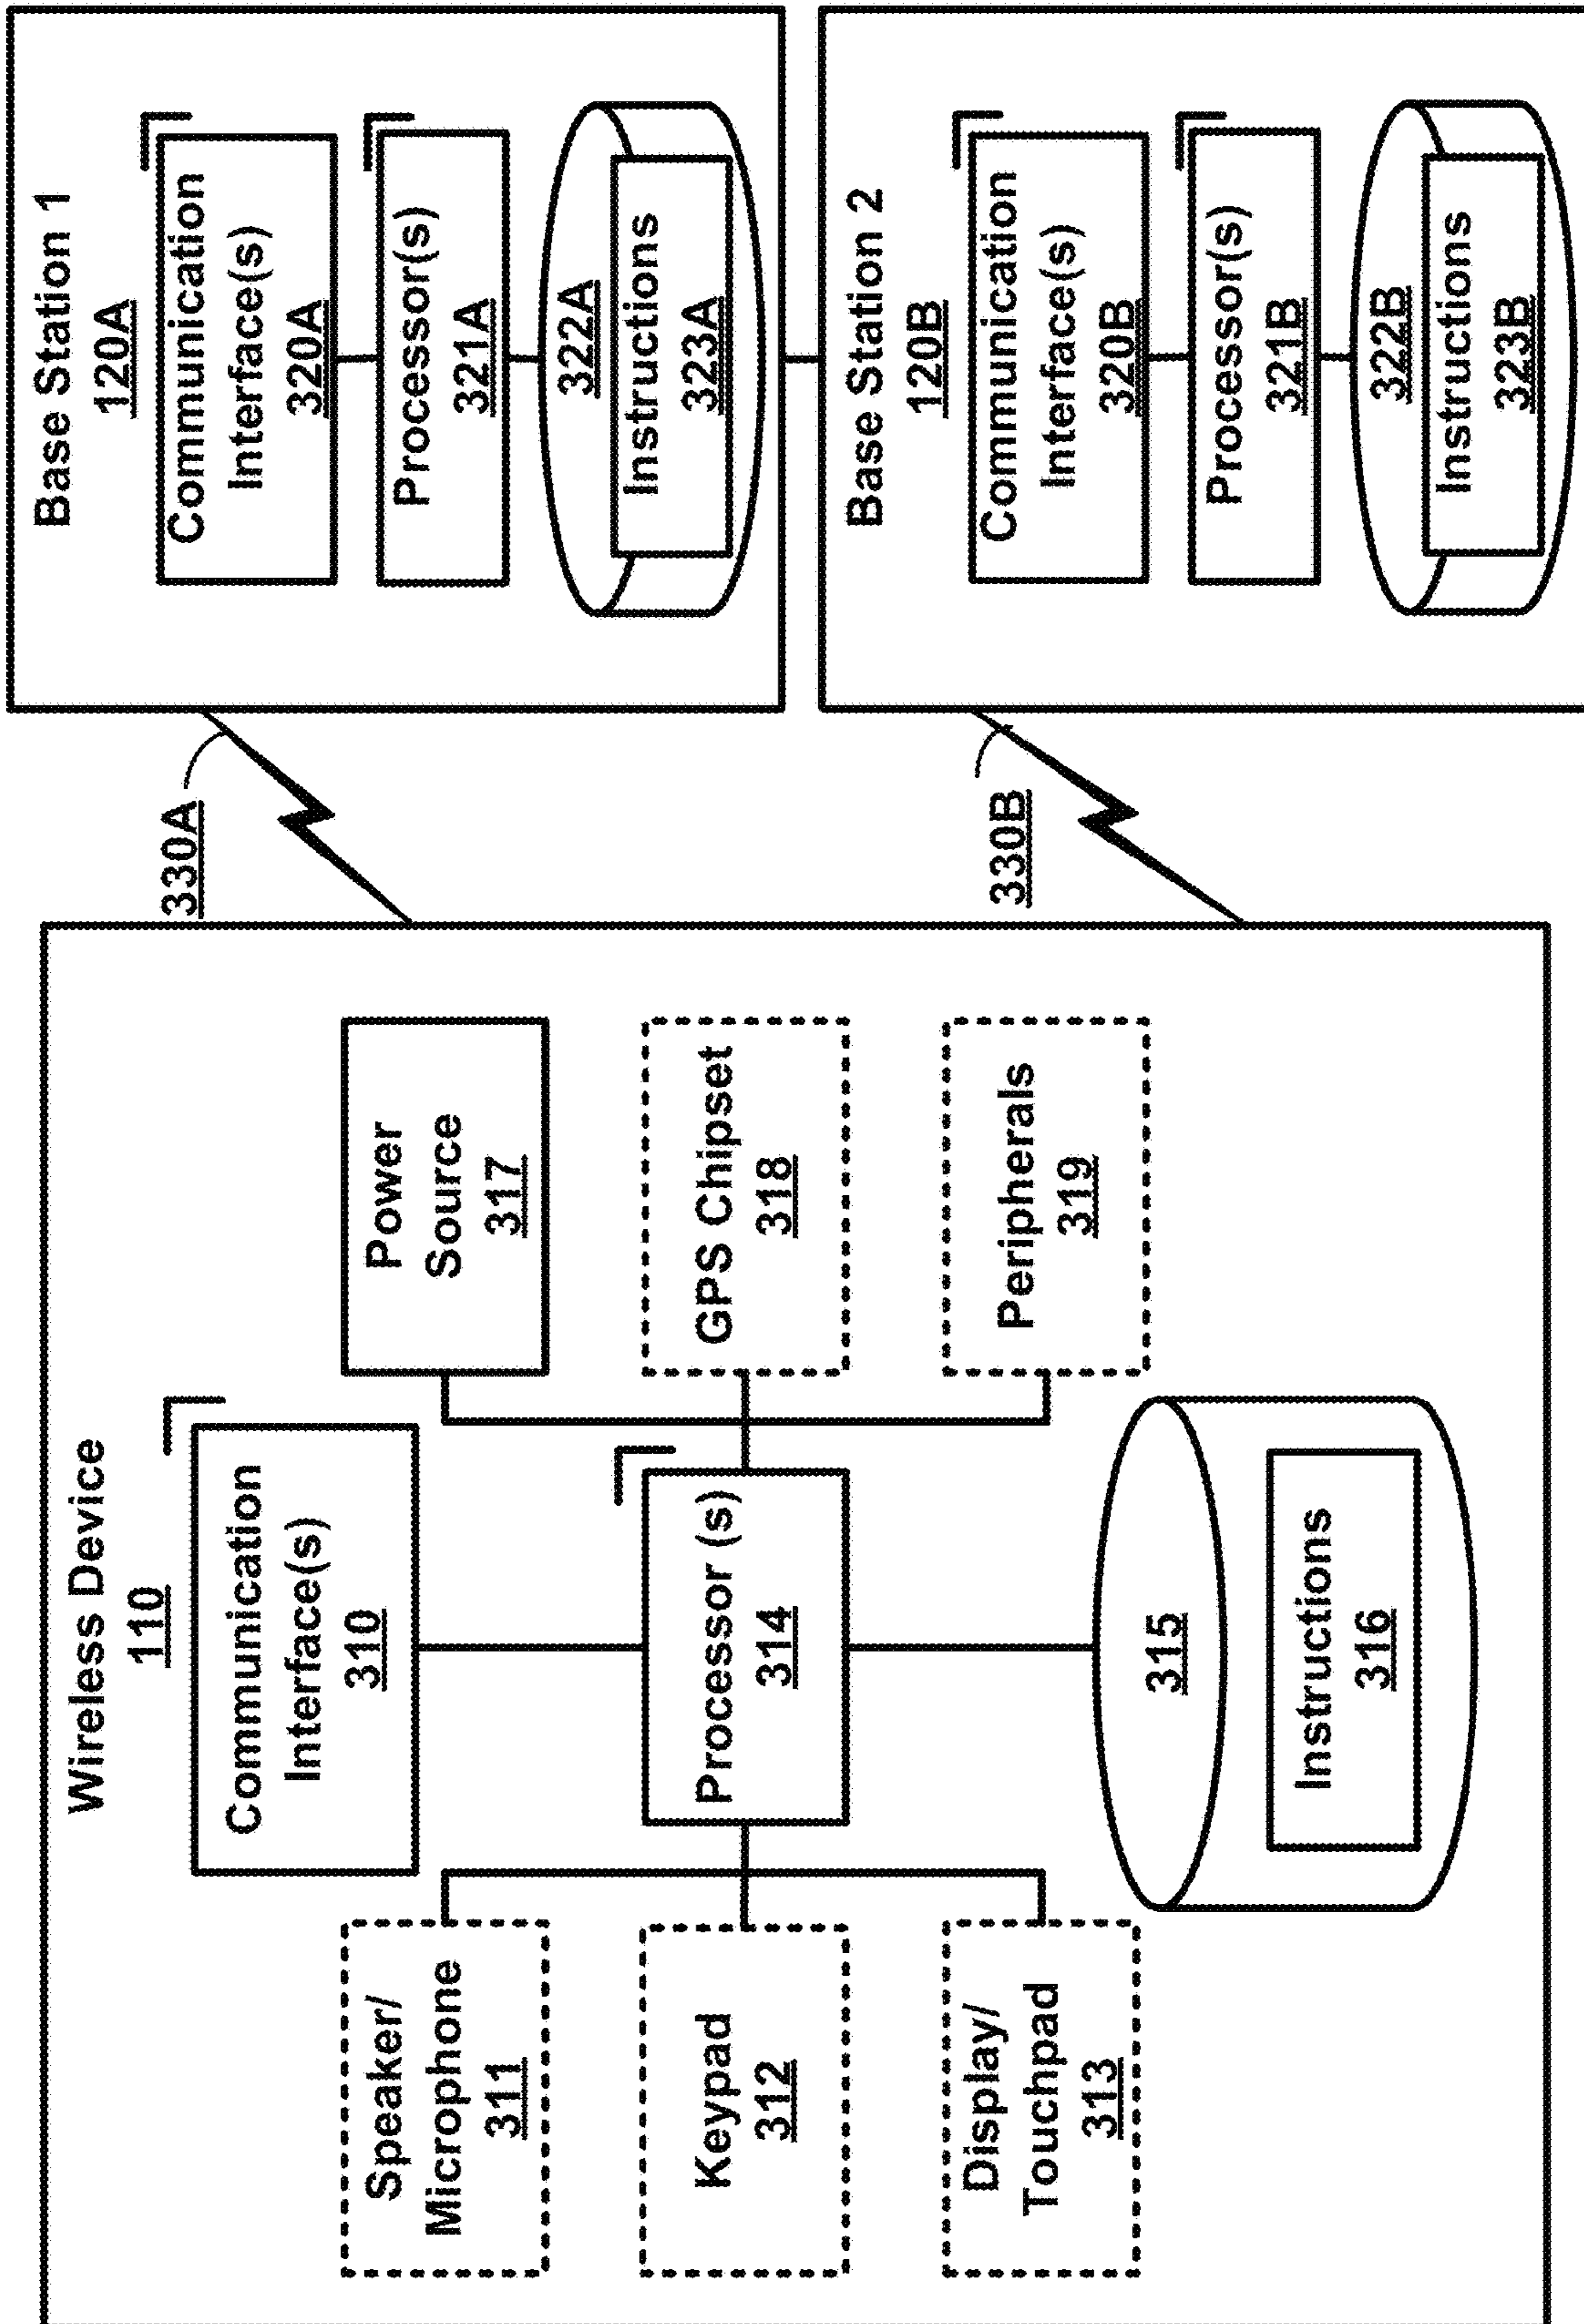 Wireless Device
110
Communication
Interface(s)
310
Speaker/
Microphone
311
Keypad
312
Display/
Touchpad
313
Processor (s)
314
315
Instructions
316
Power
Source
317
GPS Chipset
318
Peripherals
319
330A
330B
Base Station 1
120A
Communication
Interface(s)
320A
Processor(s)
321A
322A
Instructions
323A
Base Station 2
120B
Communication
Interface(s)
320B
Processor(s)
321B
322B
Instructions
323B